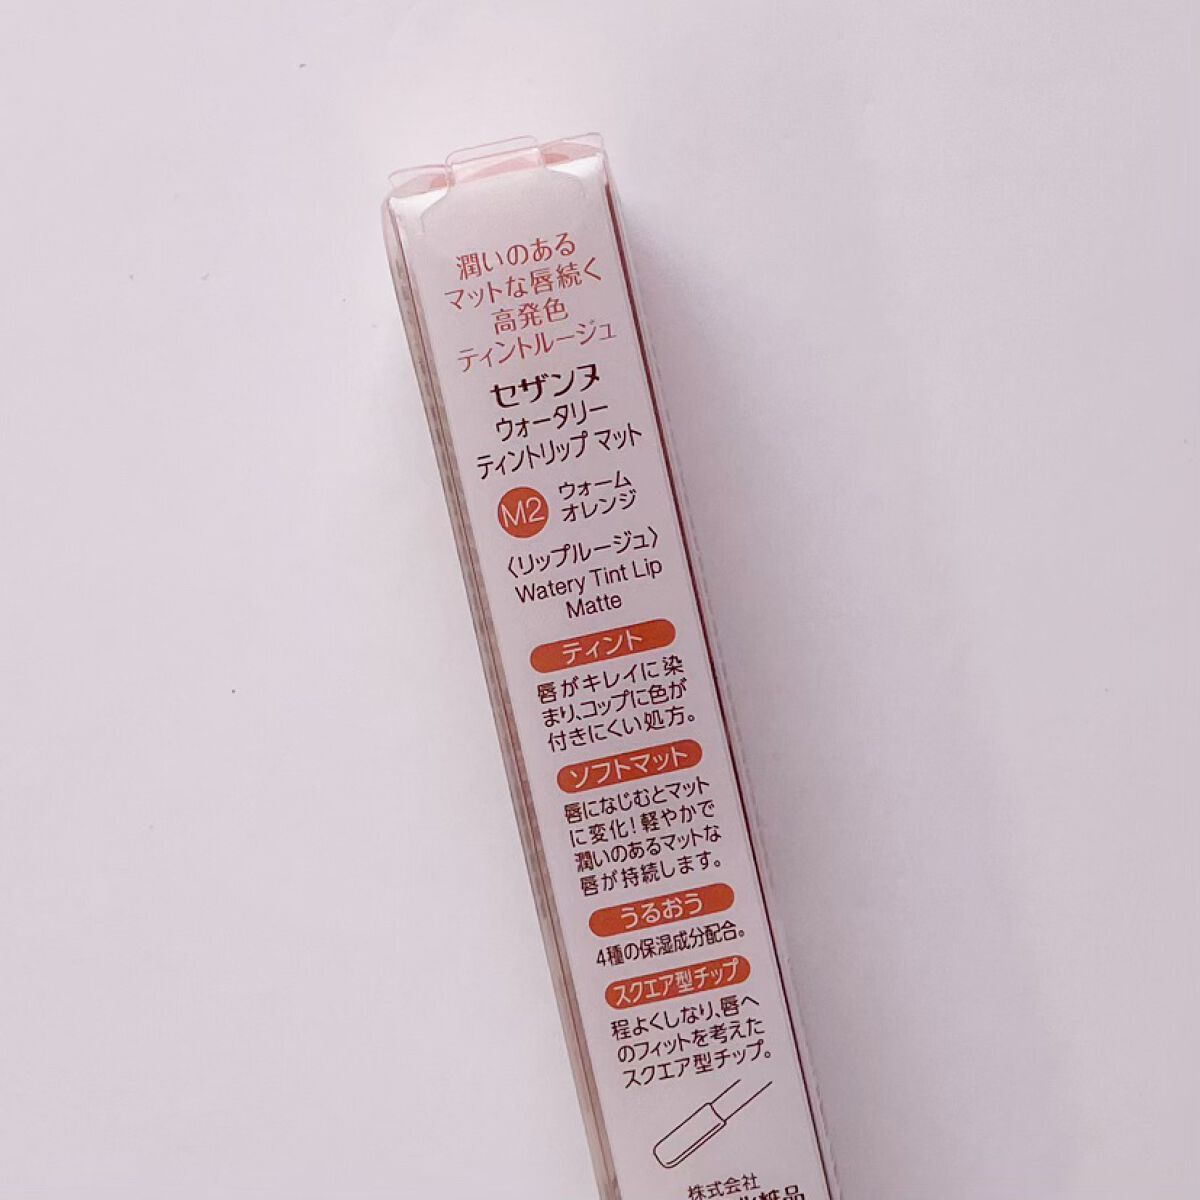 潤いのある
マットな唇続く
高発色
ティントルージュ
セザンヌ
ウォータリー
ティントリップ マット
M2 ウォーム
オレンジ
〈リップルージュ〉
Watery Tint Lip
Matte
ティント
唇がキレイに染
まり、コップに色が
付きにくい処方。
ソフトマット
唇になじむとマット
に変化！軽やかで
潤いのあるマットな
唇が持続します。
うるおう
4種の保湿成分配合。
スクエア型チップ
程よくしなり、唇へ
のフィットを考えた
スクエア型チップ。
株式会社
化粧品